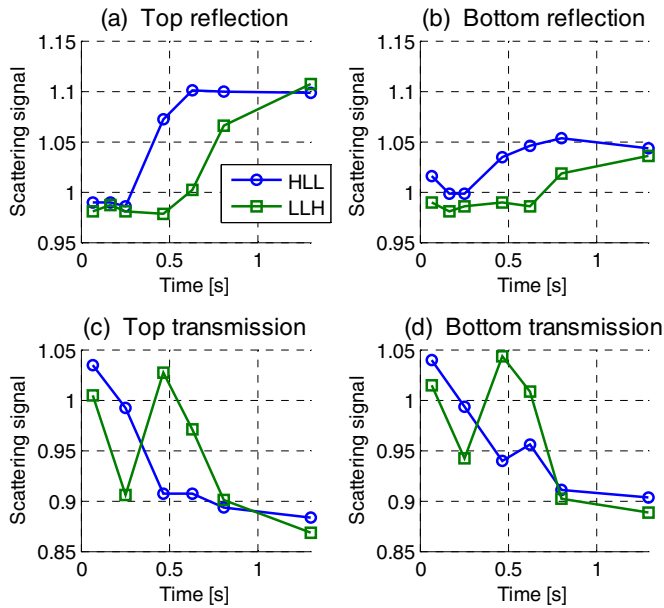 (a) Top reflection
1.15
1.1
1.05
1
0.95
0
0.5
1
Scattering signal
Time [s]
HLL
LLH
(b) Bottom reflection
1.15
1.1
1.05
1
0.95
0
0.5
1
Scattering signal
Time [s]
(c) Top transmission
1.05
1
0.95
0.9
0.85
0
0.5
1
Scattering signal
Time [s]
(d) Bottom transmission
1.05
1
0.95
0.9
0.85
0
0.5
1
Scattering signal
Time [s]